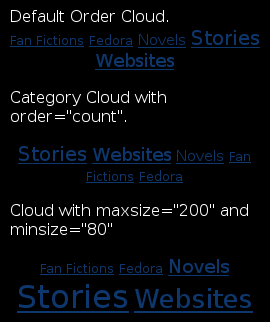 Default Order Cloud.
Fan Fictions Fedora Novels Stories
Websites
Category Cloud with
order="count".
Stories Websites Novels Fan
Fictions Fedora
Cloud with maxsize="200" and
minsize="80"
Fan Fictions Fedora Novels
Stories Websites